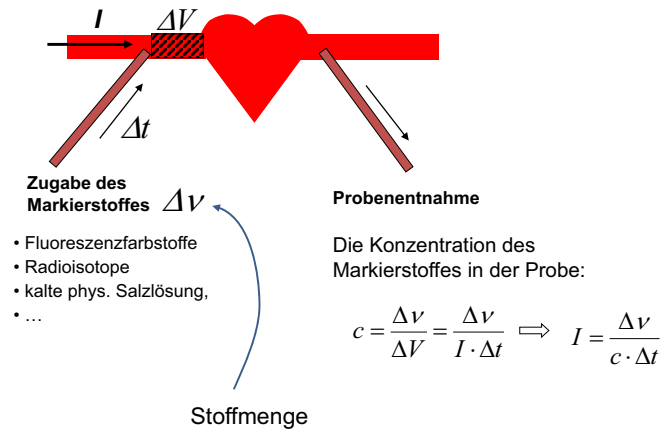 I
ΔV
Δt
Zugabe des
Markierstoffes Δν
• Fluoreszenzfarbstoffe
• Radioisotope
• kalte phys. Salzlösung,
• …
Probenentnahme
Die Konzentration des
Markierstoffes in der Probe:
c = Δν/ΔV = Δν/(I · Δt) ⇨ I = Δν/(c · Δt)
Stoffmenge